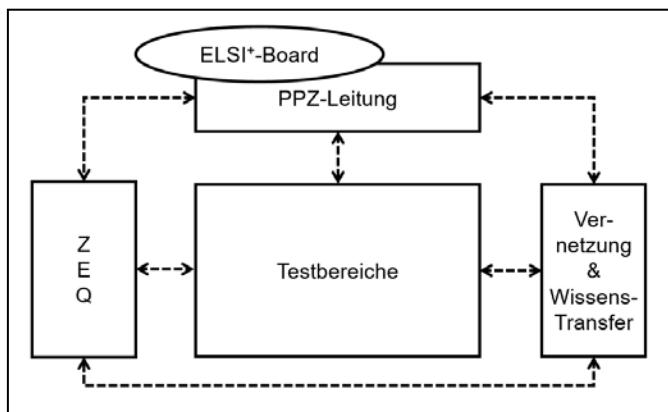 ELSI⁺-Board
PPZ-Leitung
Z
E
Q
Testbereiche
Ver-
netzung
&
Wissens-
Transfer